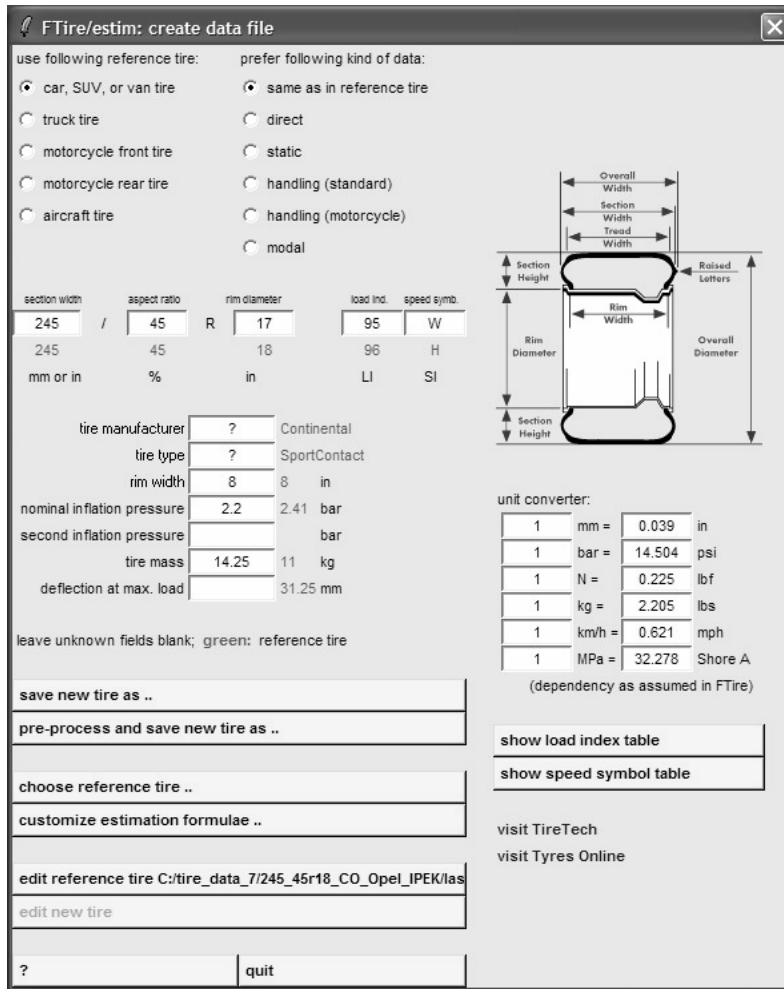 FTire/estim: create data file
use following reference tire:
prefer following kind of data:
car, SUV, or van tire
same as in reference tire
truck tire
direct
motorcycle front tire
static
motorcycle rear tire
handling (standard)
aircraft tire
handling (motorcycle)
modal
Overall
Width
Section
Width
Tread
Width
Section
Height
Raised
Letters
Rim
Width
Rim
Diameter
Overall
Diameter
Section
Height
section width aspect ratio rim diameter load ind. speed symb.
245 / 45 R 17 95 W
245 45 18 96 H
mm or in % in LI SI
tire manufacturer ? Continental
tire type ? SportContact
rim width 8 8 in
nominal inflation pressure 2.2 2.41 bar
second inflation pressure bar
tire mass 14.25 11 kg
deflection at max. load 31.25 mm
leave unknown fields blank; green: reference tire
unit converter:
1 mm = 0.039 in
1 bar = 14.504 psi
1 N = 0.225 lbf
1 kg = 2.205 lbs
1 km/h = 0.621 mph
1 MPa = 32.278 Shore A
(dependency as assumed in FTire)
save new tire as ..
pre-process and save new tire as ..
choose reference tire ..
customize estimation formulae ..
edit reference tire C:/tire_data_7/245_45r18_CO_Opel_IPEK/las
edit new tire
? quit
show load index table
show speed symbol table
visit TireTech
visit Tyres Online